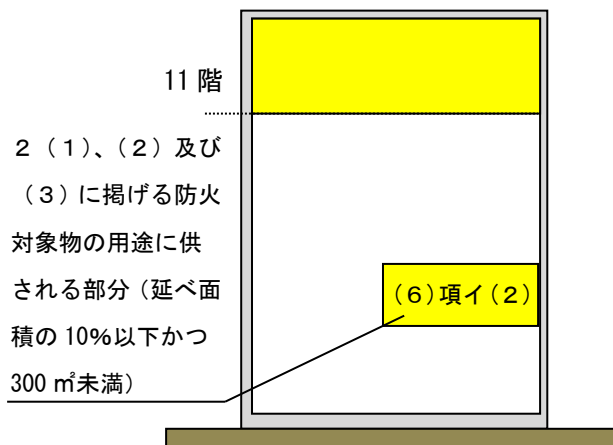 11 階
２（１）、（２）及び
（３）に掲げる防火
対象物の用途に供
される部分（延べ面
積の 10%以下かつ
300 ㎡未満）
（６）項イ（２）